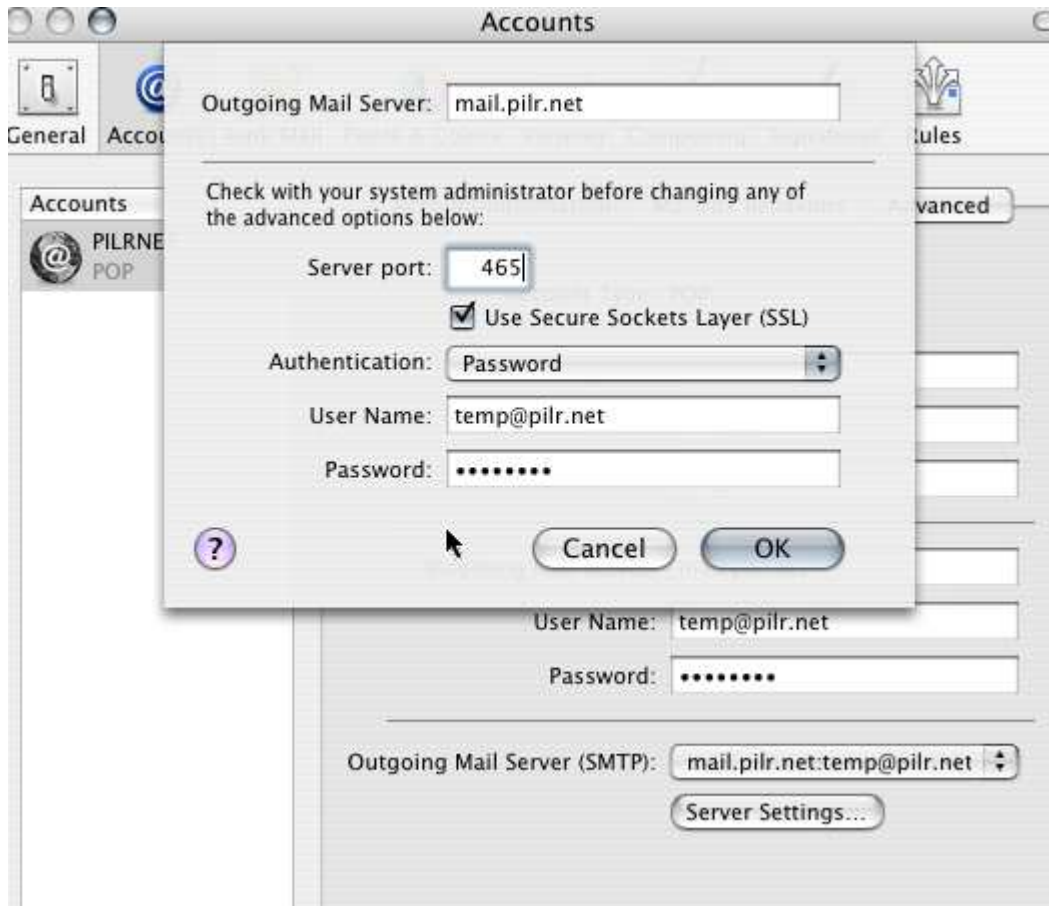 Accounts
General
Accou
Rules
Outgoing Mail Server: mail.pilr.net
Check with your system administrator before changing any of
the advanced options below:
Accounts
PILRNE
POP
vanced
Server port: 465
Use Secure Sockets Layer (SSL)
Authentication: Password
User Name: temp@pilr.net
Password: ••••••••
?
Cancel
OK
User Name: temp@pilr.net
Password: ••••••••
Outgoing Mail Server (SMTP): mail.pilr.net:temp@pilr.net
Server Settings...